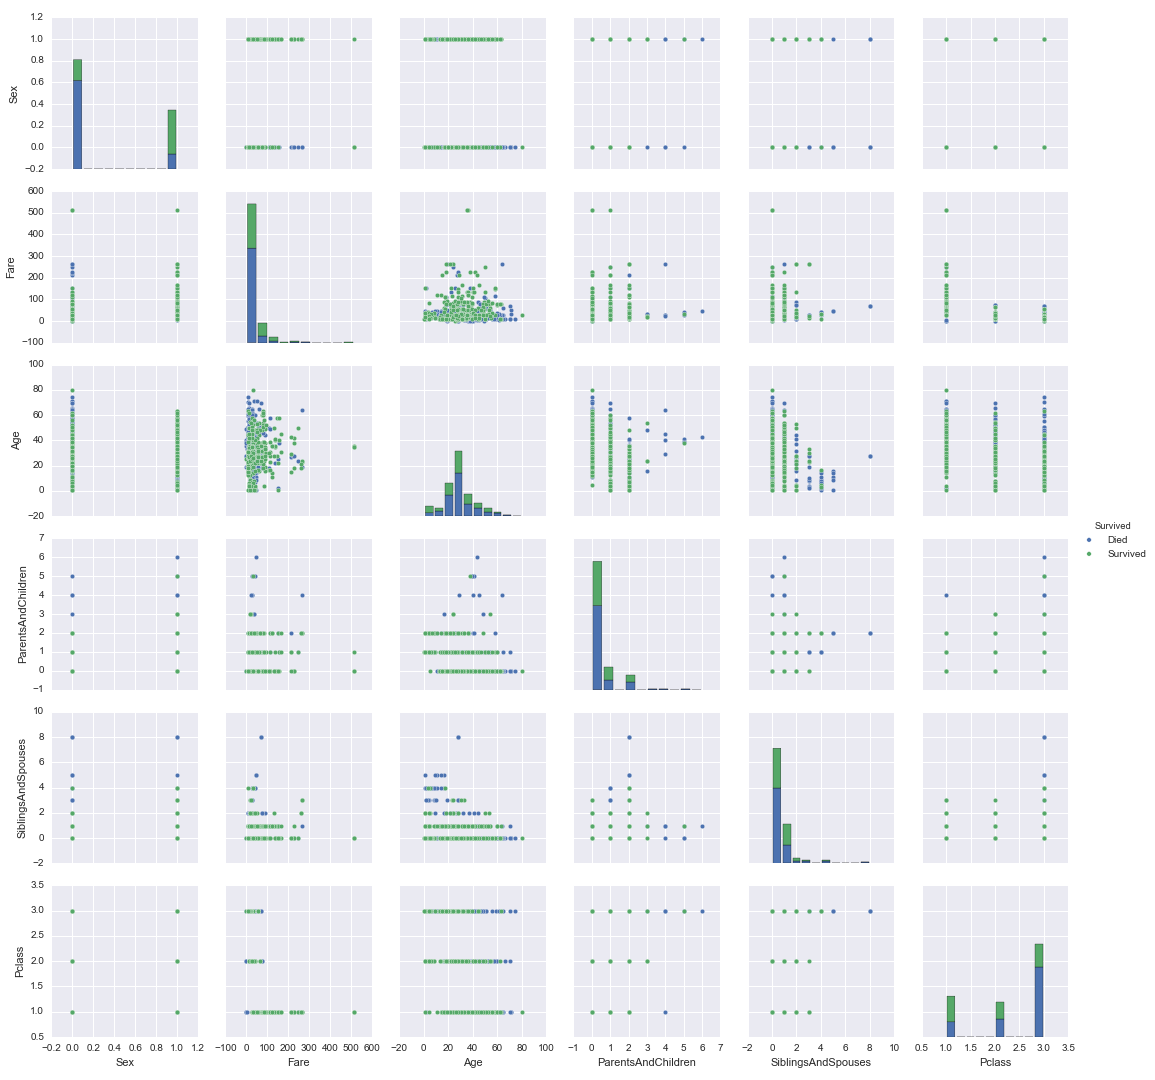 1.2
1.0
0.8
0.6
0.4
0.2
0.0
−0.2
Sex
600
500
400
300
200
100
0
−100
Fare
100
80
60
40
20
0
−20
Age
7
6
5
4
3
2
1
0
−1
ParentsAndChildren
Survived
Died
Survived
10
8
6
4
2
0
−2
SiblingsAndSpouses
3.5
3.0
2.5
2.0
1.5
1.0
0.5
Pclass
−0.2 0.0 0.2 0.4 0.6 0.8 1.0 1.2
−100 0 100 200 300 400 500 600
−20 0 20 40 60 80 100
−1 0 1 2 3 4 5 6 7
−2 0 2 4 6 8 10
0.5 1.0 1.5 2.0 2.5 3.0 3.5
Sex
Fare
Age
ParentsAndChildren
SiblingsAndSpouses
Pclass